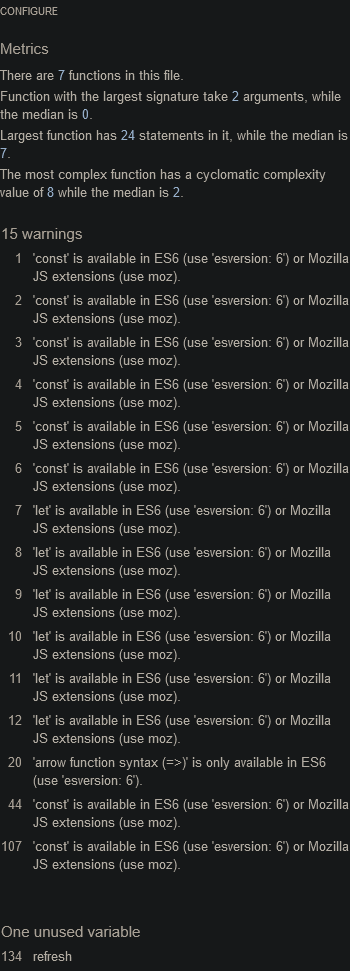 CONFIGURE
Metrics
There are 7 functions in this file.
Function with the largest signature take 2 arguments, while
the median is 0.
Largest function has 24 statements in it, while the median is
7.
The most complex function has a cyclomatic complexity
value of 8 while the median is 2.
15 warnings
1 'const' is available in ES6 (use 'esversion: 6') or Mozilla
JS extensions (use moz).
2 'const' is available in ES6 (use 'esversion: 6') or Mozilla
JS extensions (use moz).
3 'const' is available in ES6 (use 'esversion: 6') or Mozilla
JS extensions (use moz).
4 'const' is available in ES6 (use 'esversion: 6') or Mozilla
JS extensions (use moz).
5 'const' is available in ES6 (use 'esversion: 6') or Mozilla
JS extensions (use moz).
6 'const' is available in ES6 (use 'esversion: 6') or Mozilla
JS extensions (use moz).
7 'let' is available in ES6 (use 'esversion: 6') or Mozilla
JS extensions (use moz).
8 'let' is available in ES6 (use 'esversion: 6') or Mozilla
JS extensions (use moz).
9 'let' is available in ES6 (use 'esversion: 6') or Mozilla
JS extensions (use moz).
10 'let' is available in ES6 (use 'esversion: 6') or Mozilla
JS extensions (use moz).
11 'let' is available in ES6 (use 'esversion: 6') or Mozilla
JS extensions (use moz).
12 'let' is available in ES6 (use 'esversion: 6') or Mozilla
JS extensions (use moz).
20 'arrow function syntax (=>)' is only available in ES6
(use 'esversion: 6').
44 'const' is available in ES6 (use 'esversion: 6') or Mozilla
JS extensions (use moz).
107 'const' is available in ES6 (use 'esversion: 6') or Mozilla
JS extensions (use moz).
One unused variable
134 refresh